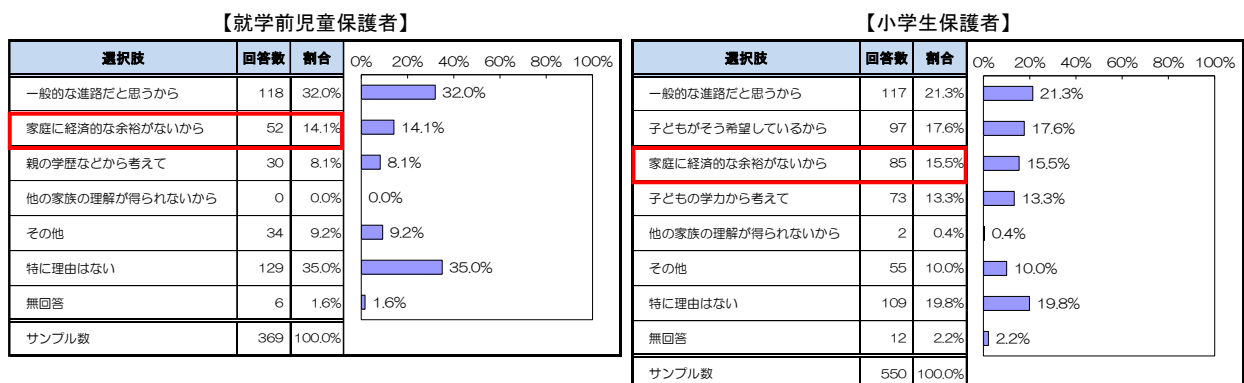 【就学前児童保護者】
選択肢 回答数 割合 0% 20% 40% 60% 80% 100%
一般的な進路だと思うから 118 32.0% 32.0%
家庭に経済的な余裕がないから 52 14.1% 14.1%
親の学歴などから考えて 30 8.1% 8.1%
他の家族の理解が得られないから 0 0.0% 0.0%
その他 34 9.2% 9.2%
特に理由はない 129 35.0% 35.0%
無回答 6 1.6% 1.6%
サンプル数 369 100.0%
【小学生保護者】
選択肢 回答数 割合 0% 20% 40% 60% 80% 100%
一般的な進路だと思うから 117 21.3% 21.3%
子どもがそう希望しているから 97 17.6% 17.6%
家庭に経済的な余裕がないから 85 15.5% 15.5%
子どもの学力から考えて 73 13.3% 13.3%
他の家族の理解が得られないから 2 0.4% 0.4%
その他 55 10.0% 10.0%
特に理由はない 109 19.8% 19.8%
無回答 12 2.2% 2.2%
サンプル数 550 100.0%